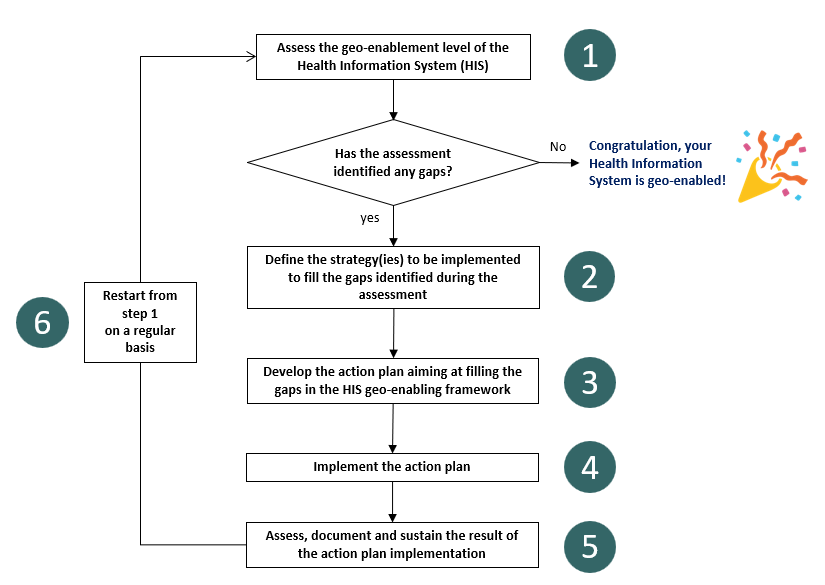 Assess the geo-enablement level of the
Health Information System (HIS)
1
Has the assessment
identified any gaps?
No
Congratulation, your
Health Information
System is geo-enabled!
yes
Define the strategy(ies) to be implemented
to fill the gaps identified during the
assessment
2
Develop the action plan aiming at filling the
gaps in the HIS geo-enabling framework
3
Implement the action plan
4
Assess, document and sustain the result of
the action plan implementation
5
6
Restart from
step 1
on a regular
basis